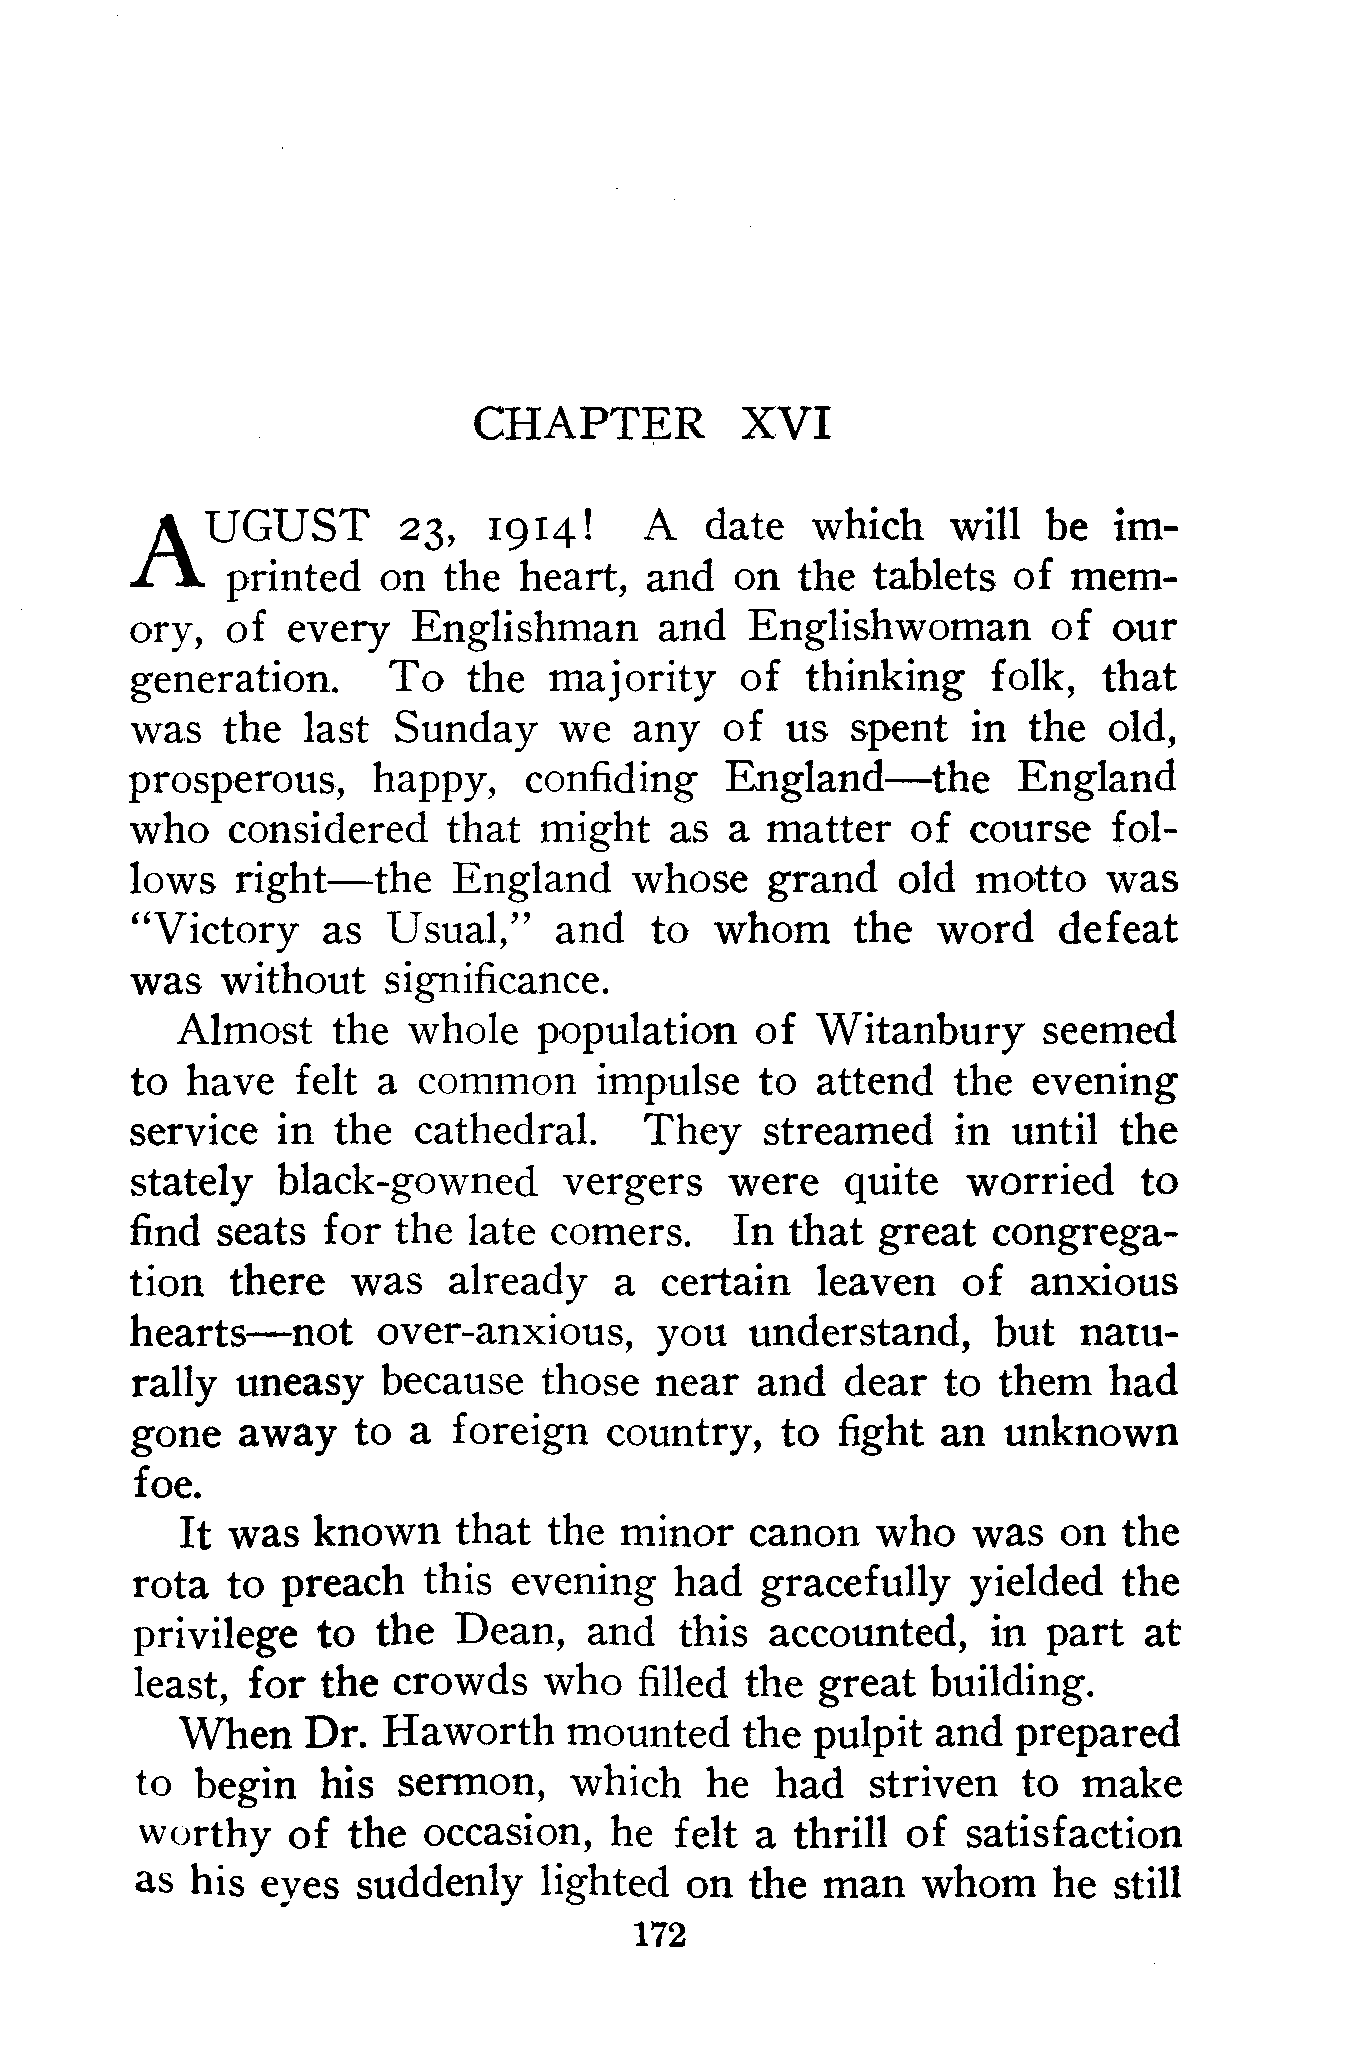 CHAPTER XVI
AUGUST 23, 1914! A date which will be im-
printed on the heart, and on the tablets of mem-
ory, of every Englishman and Englishwoman of our
generation. To the majority of thinking folk, that
was the last Sunday we any of us spent in the old,
prosperous, happy, confiding England—the England
who considered that might as a matter of course fol-
lows right—the England whose grand old motto was
“Victory as Usual,” and to whom the word defeat
was without significance.
Almost the whole population of Witanbury seemed
to have felt a common impulse to attend the evening
service in the cathedral. They streamed in until the
stately black-gowned vergers were quite worried to
find seats for the late comers. In that great congrega-
tion there was already a certain leaven of anxious
hearts—not over-anxious, you understand, but natu-
rally uneasy because those near and dear to them had
gone away to a foreign country, to fight an unknown
foe.
It was known that the minor canon who was on the
rota to preach this evening had gracefully yielded the
privilege to the Dean, and this accounted, in part at
least, for the crowds who filled the great building.
When Dr. Haworth mounted the pulpit and prepared
to begin his sermon, which he had striven to make
worthy of the occasion, he felt a thrill of satisfaction
as his eyes suddenly lighted on the man whom he still
172